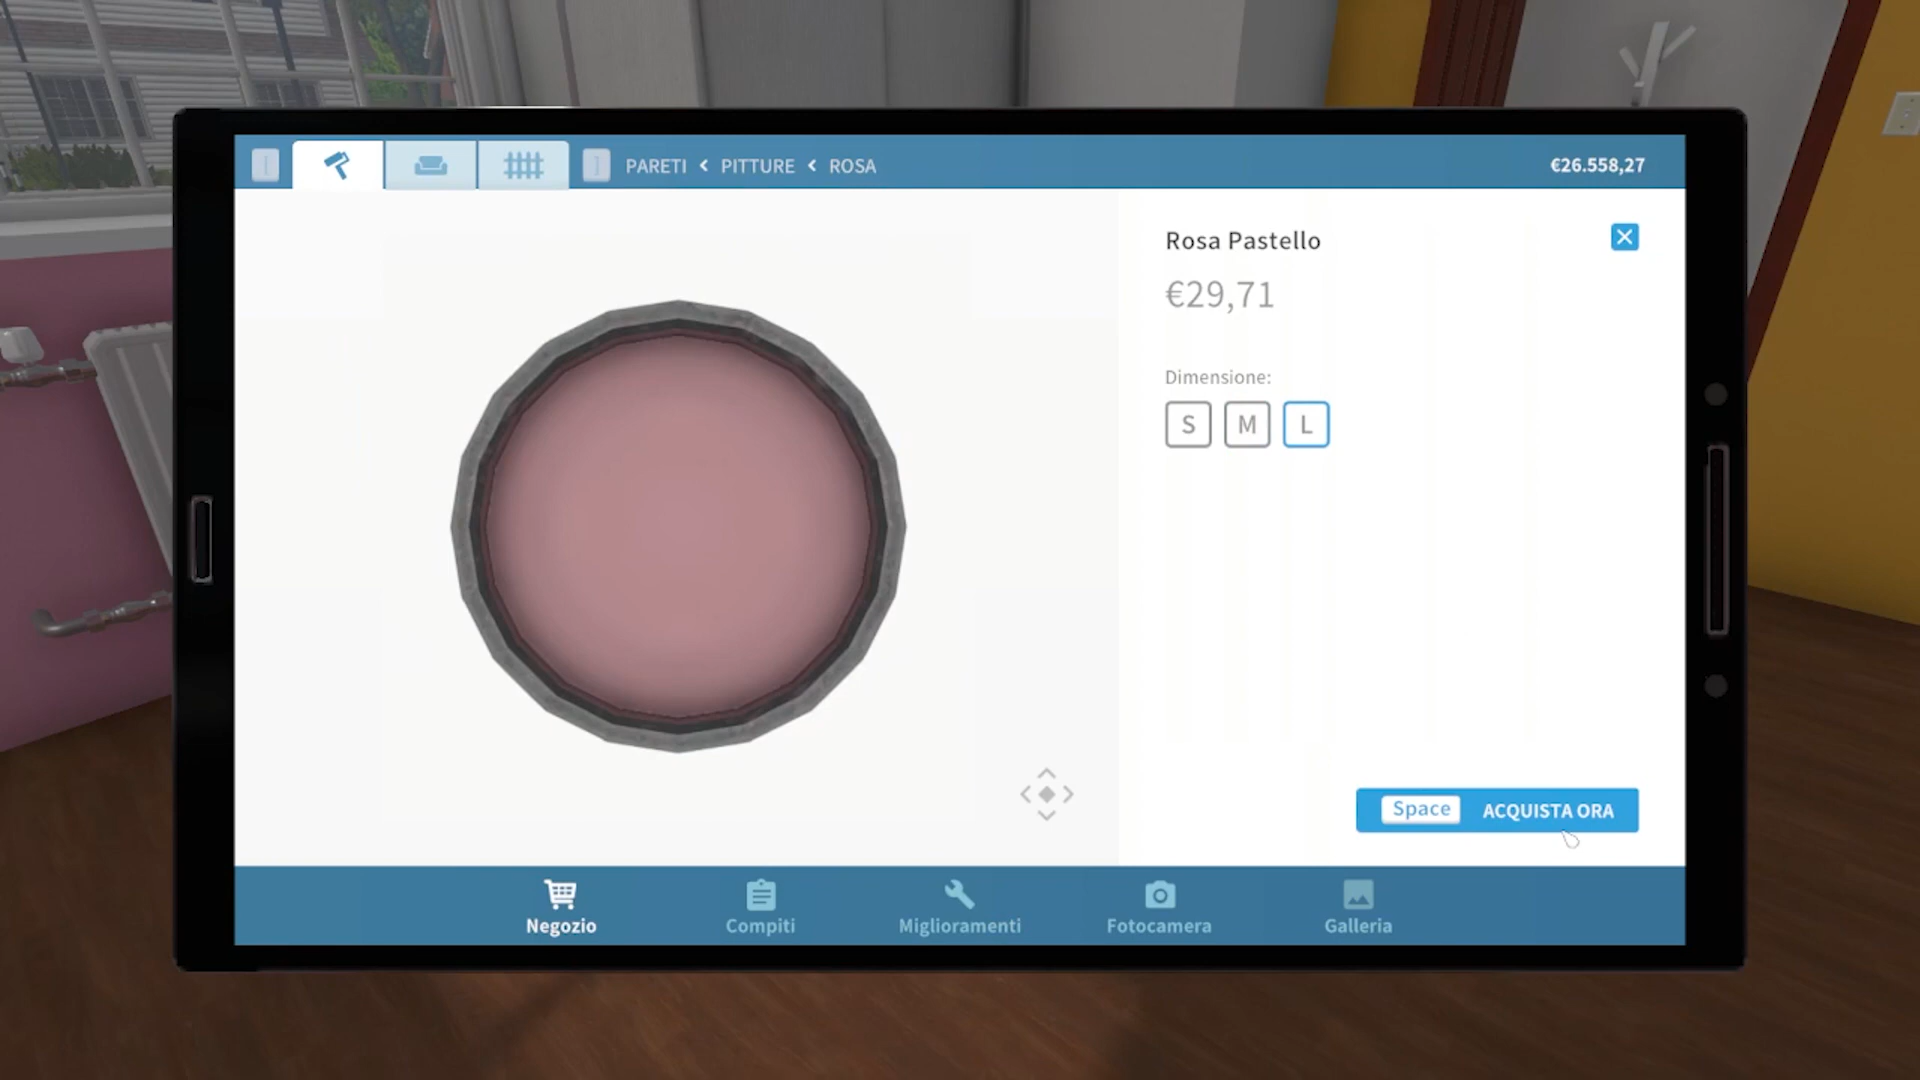 [
]
PARETI < PITTURE < ROSA
€26.558,27
Rosa Pastello
€29,71
Dimensione:
S M L
Space ACQUISTA ORA
Negozio
Compiti
Miglioramenti
Fotocamera
Galleria